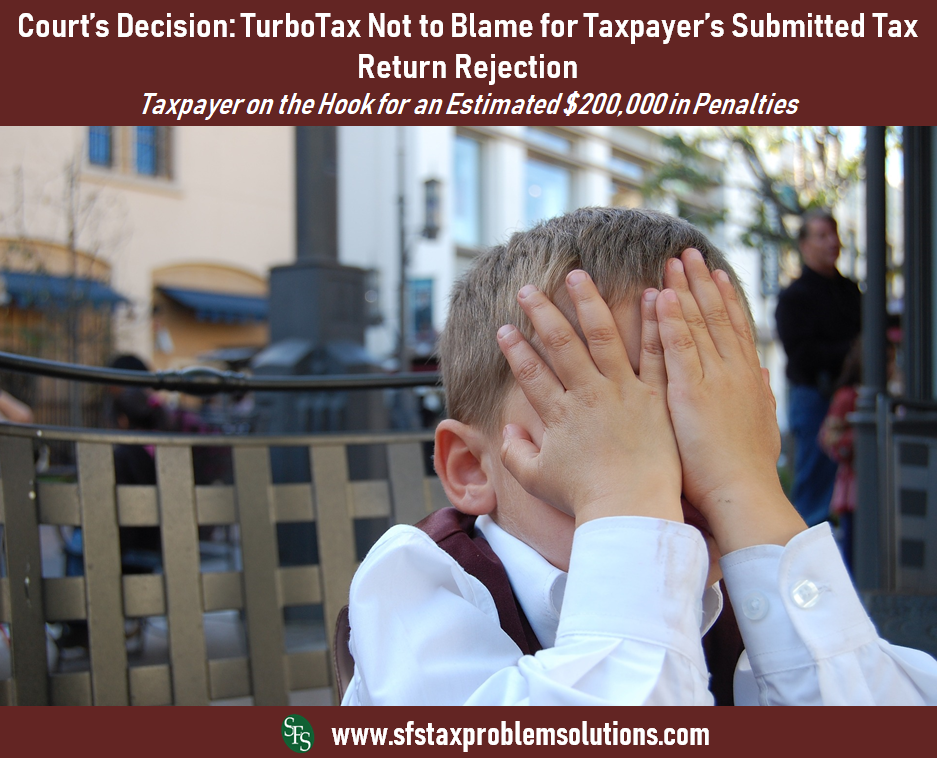 Court's Decision: TurboTax Not to Blame for Taxpayer's Submitted Tax
Return Rejection
Taxpayer on the Hook for an Estimated $200,000 in Penalties
SFS www.sfstaxproblemsolutions.com